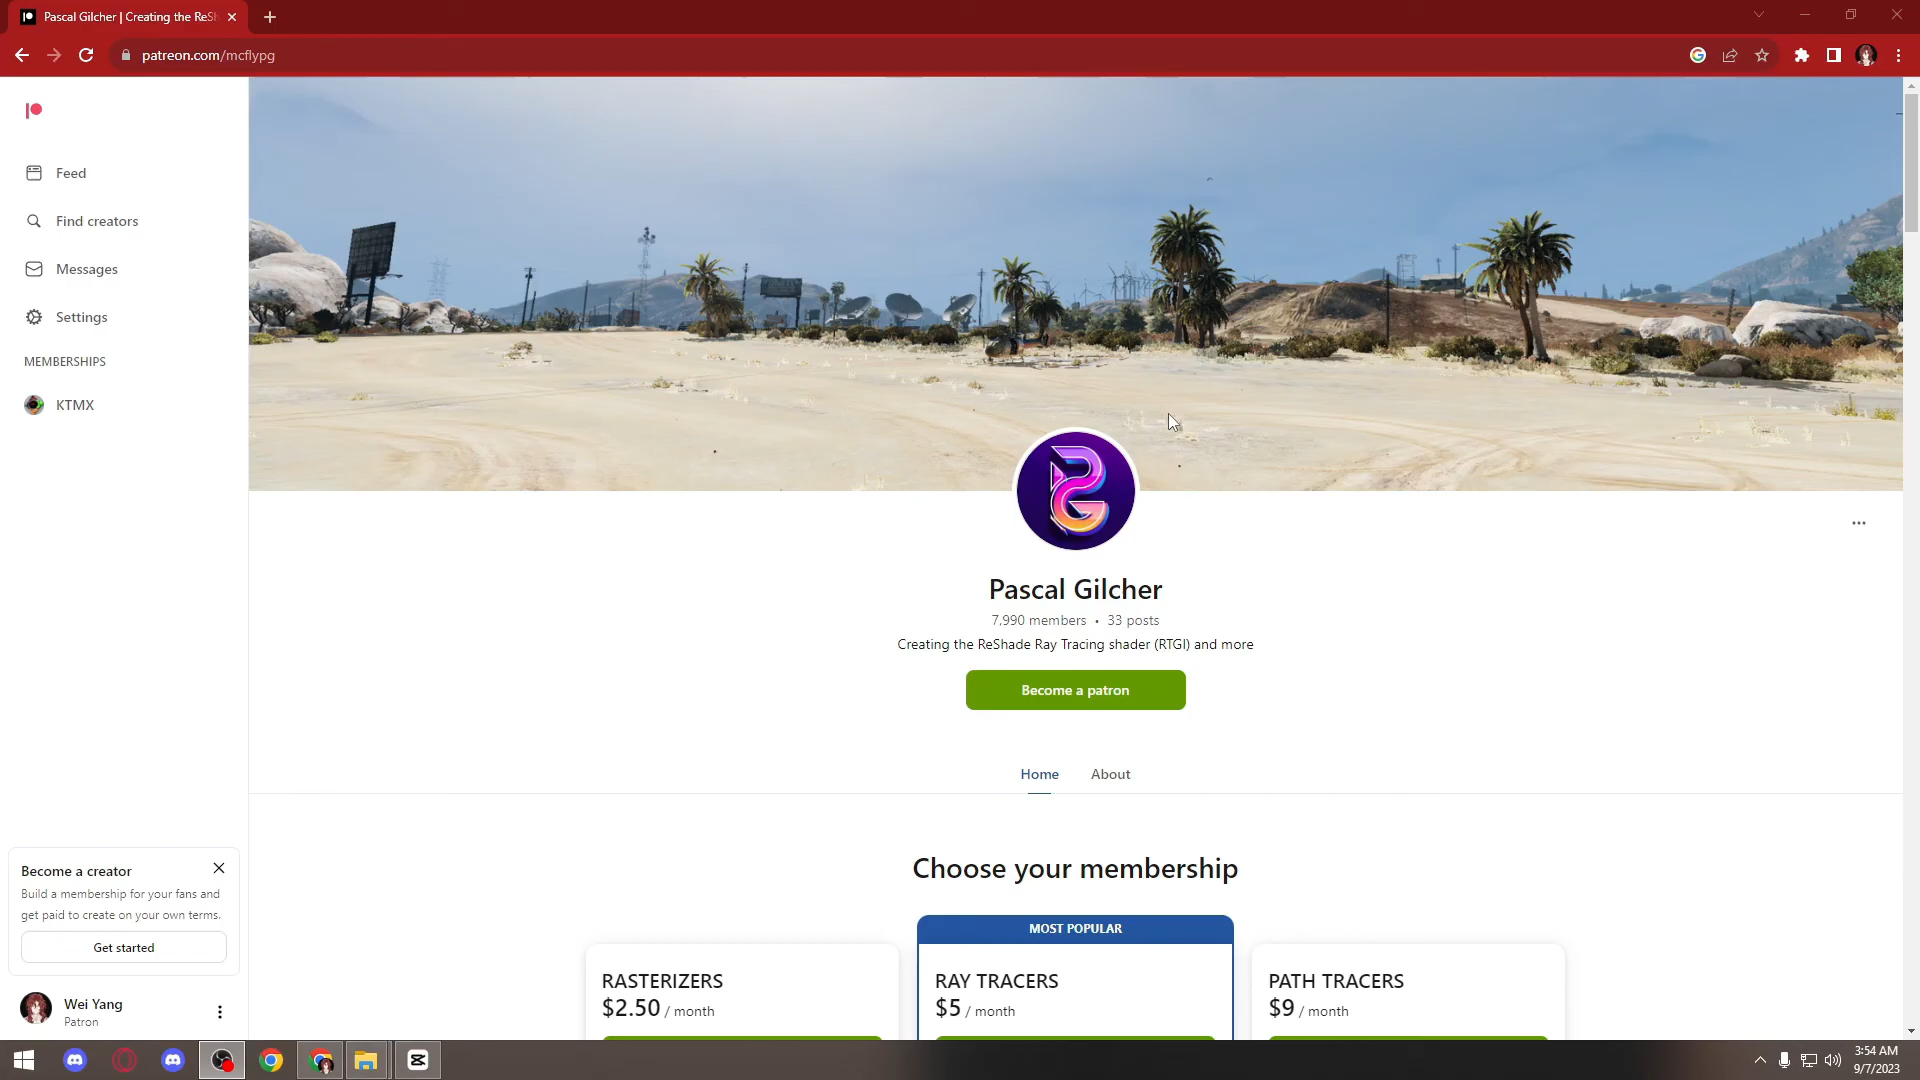 Pascal Gilcher | Creating the ReSh
patreon.com/mcflypg
Feed
Find creators
Messages
Settings
MEMBERSHIPS
KTMX
Pascal Gilcher
7,990 members • 33 posts
Creating the ReShade Ray Tracing shader (RTGI) and more
Become a patron
Home About
Choose your membership
MOST POPULAR
RASTERIZERS
$2.50 / month
RAY TRACERS
$5 / month
PATH TRACERS
$9 / month
Become a creator
Build a membership for your fans and
get paid to create on your own terms.
Get started
Wei Yang
Patron
3:54 AM
9/7/2023